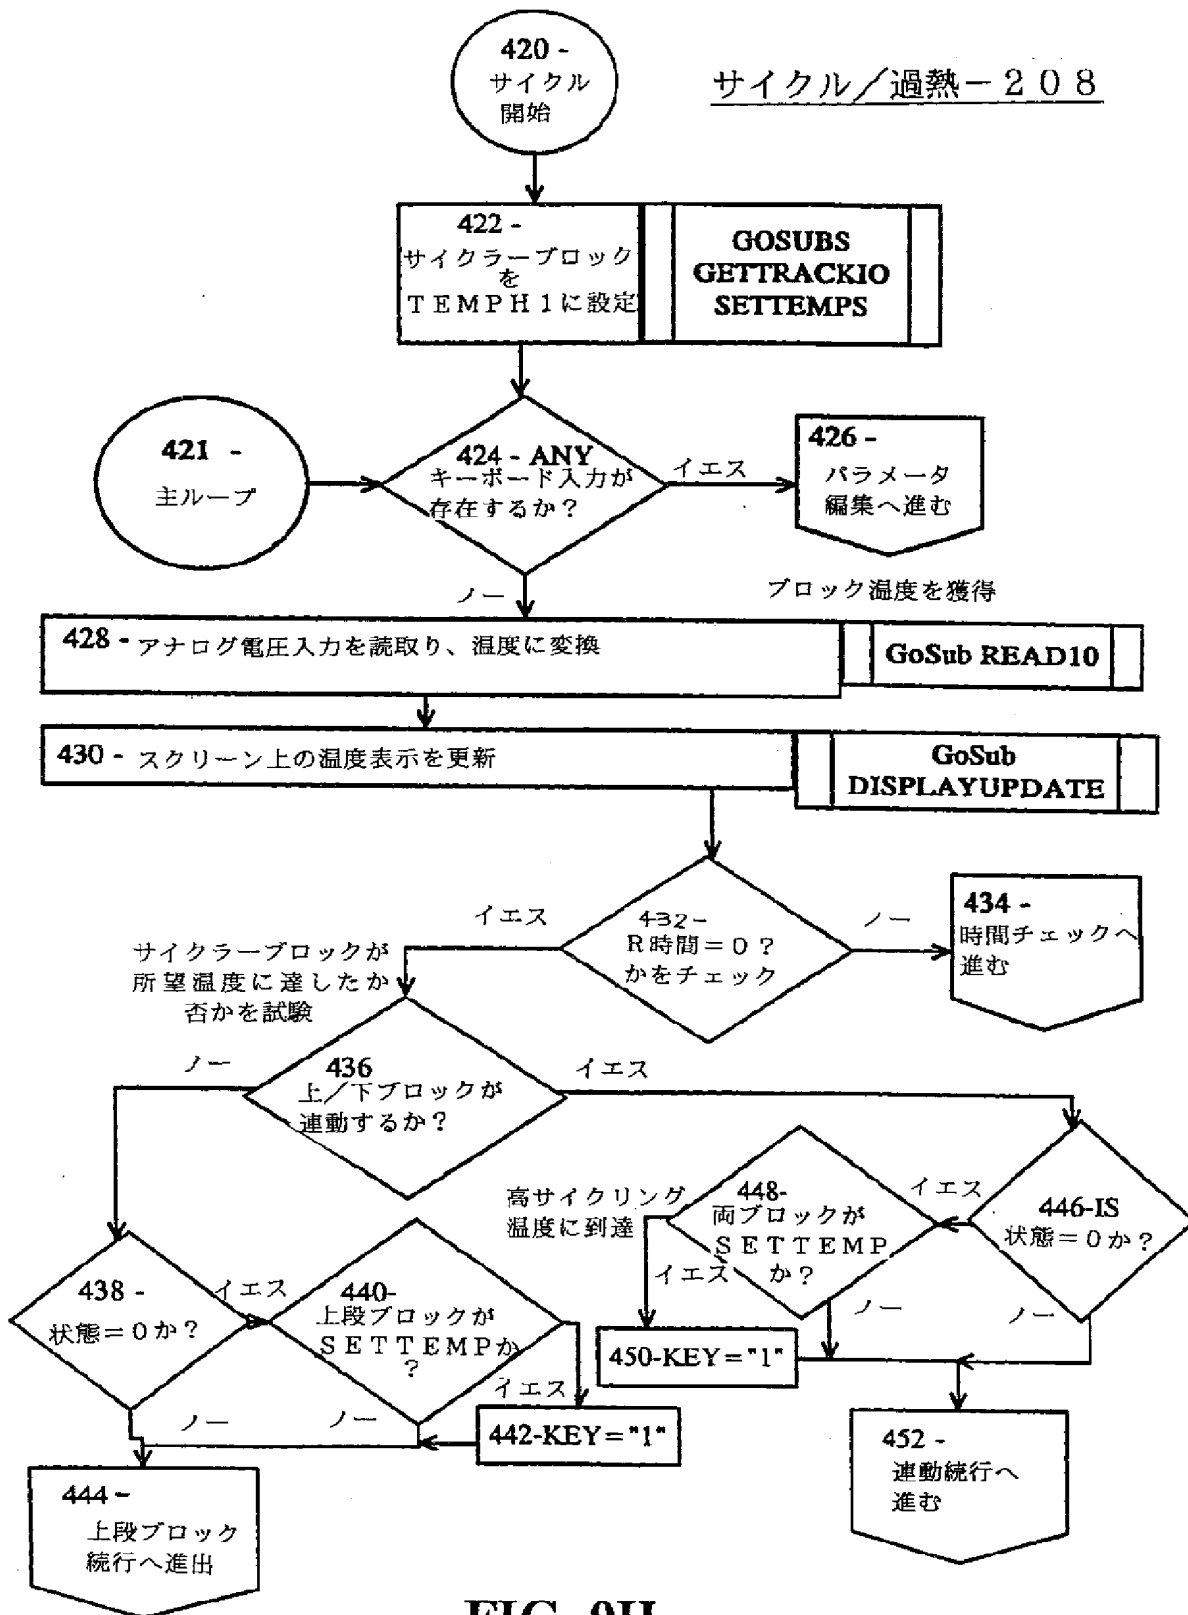 420 -
サイクル
開始
サイクル／過熱－２０８
422 -
サイクラーブロック
を
ＴＥＭＰＨ１に設定
GOSUBS
GETTRACKIO
SETTEMPS
421 -
主ループ
424 - ANY
キーボード入力が
存在するか？
イエス
426 -
パラメータ
編集へ進む
ノー
ブロック温度を獲得
428 - アナログ電圧入力を読取り、温度に変換
GoSub READ10
430 - スクリーン上の温度表示を更新
GoSub
DISPLAYUPDATE
イエス
432-
Ｒ時間＝０？
かをチェック
ノー
434 -
時間チェックへ
進む
サイクラーブロックが
所望温度に達したか
否かを試験
ノー
436
上／下ブロックが
連動するか？
イエス
高サイクリング
温度に到達
448-
両ブロックが
ＳＥＴＴＥＭＰ
か？
イエス
446-IS
状態＝０か？
イエス
ノー
ノー
438 -
状態＝０か？
イエス
440-
上段ブロックが
ＳＥＴＴＥＭＰか
？
450-KEY="1"
イエス
ノー
ノー
442-KEY="1"
452 -
連動続行へ
進む
444 -
上段ブロック
続行へ進出